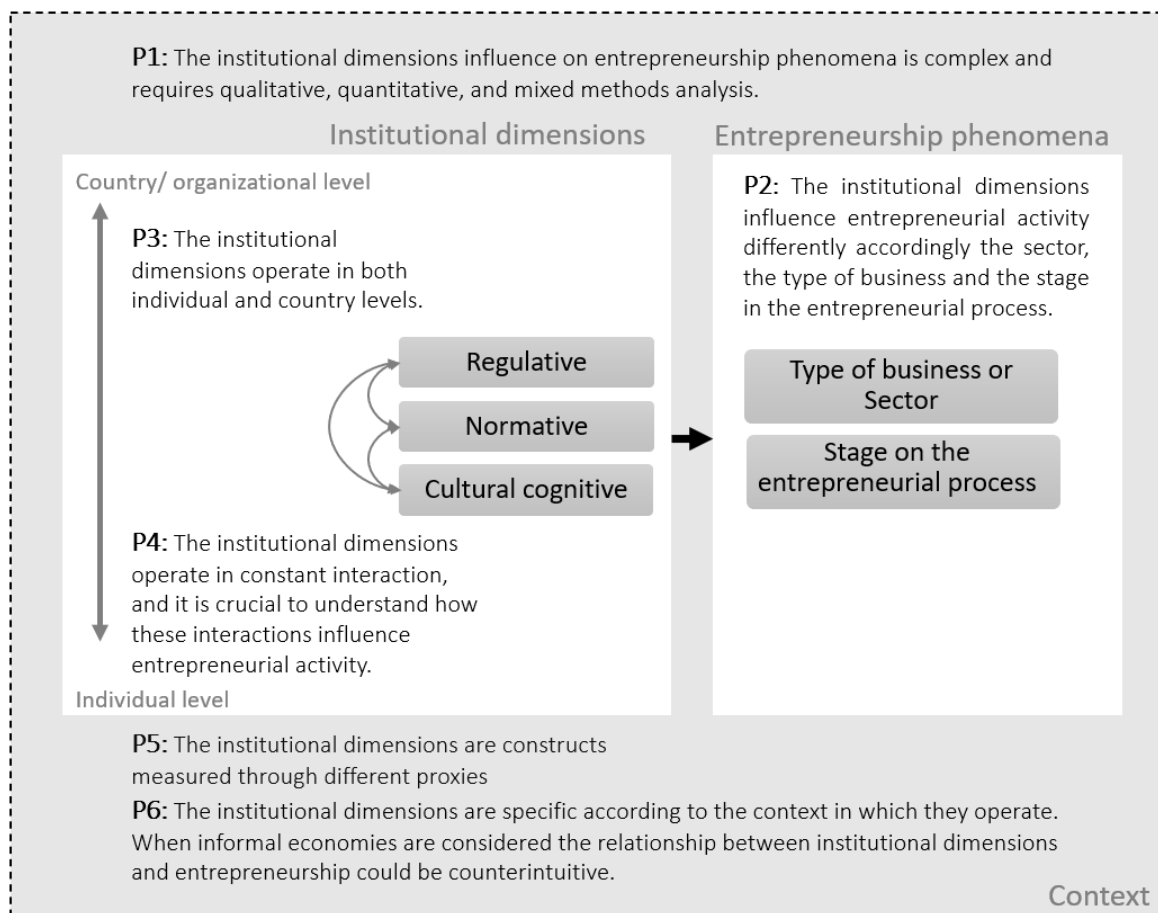 P1: The institutional dimensions influence on entrepreneurship phenomena is complex and
requires qualitative, quantitative, and mixed methods analysis.
Institutional dimensions
Country/ organizational level
P3: The institutional
dimensions operate in both
individual and country levels.
Regulative
Normative
Cultural cognitive
P4: The institutional dimensions
operate in constant interaction,
and it is crucial to understand how
these interactions influence
entrepreneurial activity.
Individual level
Entrepreneurship phenomena
P2: The institutional dimensions
influence entrepreneurial activity
differently accordingly the sector,
the type of business and the stage
in the entrepreneurial process.
Type of business or
Sector
Stage on the
entrepreneurial process
P5: The institutional dimensions are constructs
measured through different proxies
P6: The institutional dimensions are specific according to the context in which they operate.
When informal economies are considered the relationship between institutional dimensions
and entrepreneurship could be counterintuitive.
Context